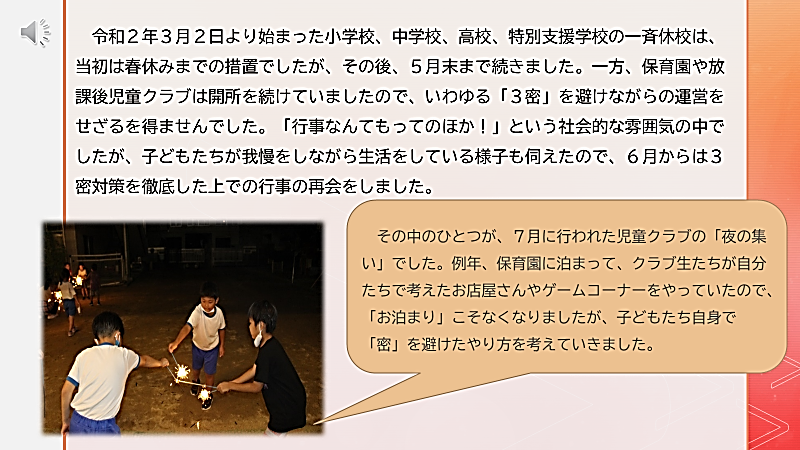 令和２年３月２日より始まった小学校、中学校、高校、特別支援学校の一斉休校は、
当初は春休みまでの措置でしたが、その後、５月末まで続きました。一方、保育園や放
課後児童クラブは開所を続けていましたので、いわゆる「３密」を避けながらの運営を
せざるを得ませんでした。「行事なんてもってのほか！」という社会的な雰囲気の中で
したが、子どもたちが我慢をしながら生活をしている様子も伺えたので、６月からは３
密対策を徹底した上での行事の再会をしました。
その中のひとつが、７月に行われた児童クラブの「夜の集
い」でした。例年、保育園に泊まって、クラブ生たちが自分
たちで考えたお店屋さんやゲームコーナーをやっていたので、
「お泊まり」こそなくなりましたが、子どもたち自身で
「密」を避けたやり方を考えていきました。